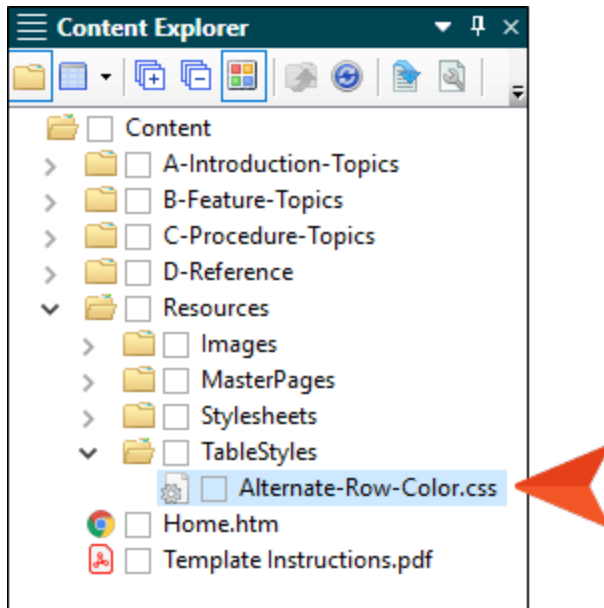 Content Explorer
Content
A-Introduction-Topics
B-Feature-Topics
C-Procedure-Topics
D-Reference
Resources
Images
MasterPages
Stylesheets
TableStyles
Alternate-Row-Color.css
Home.htm
Template Instructions.pdf